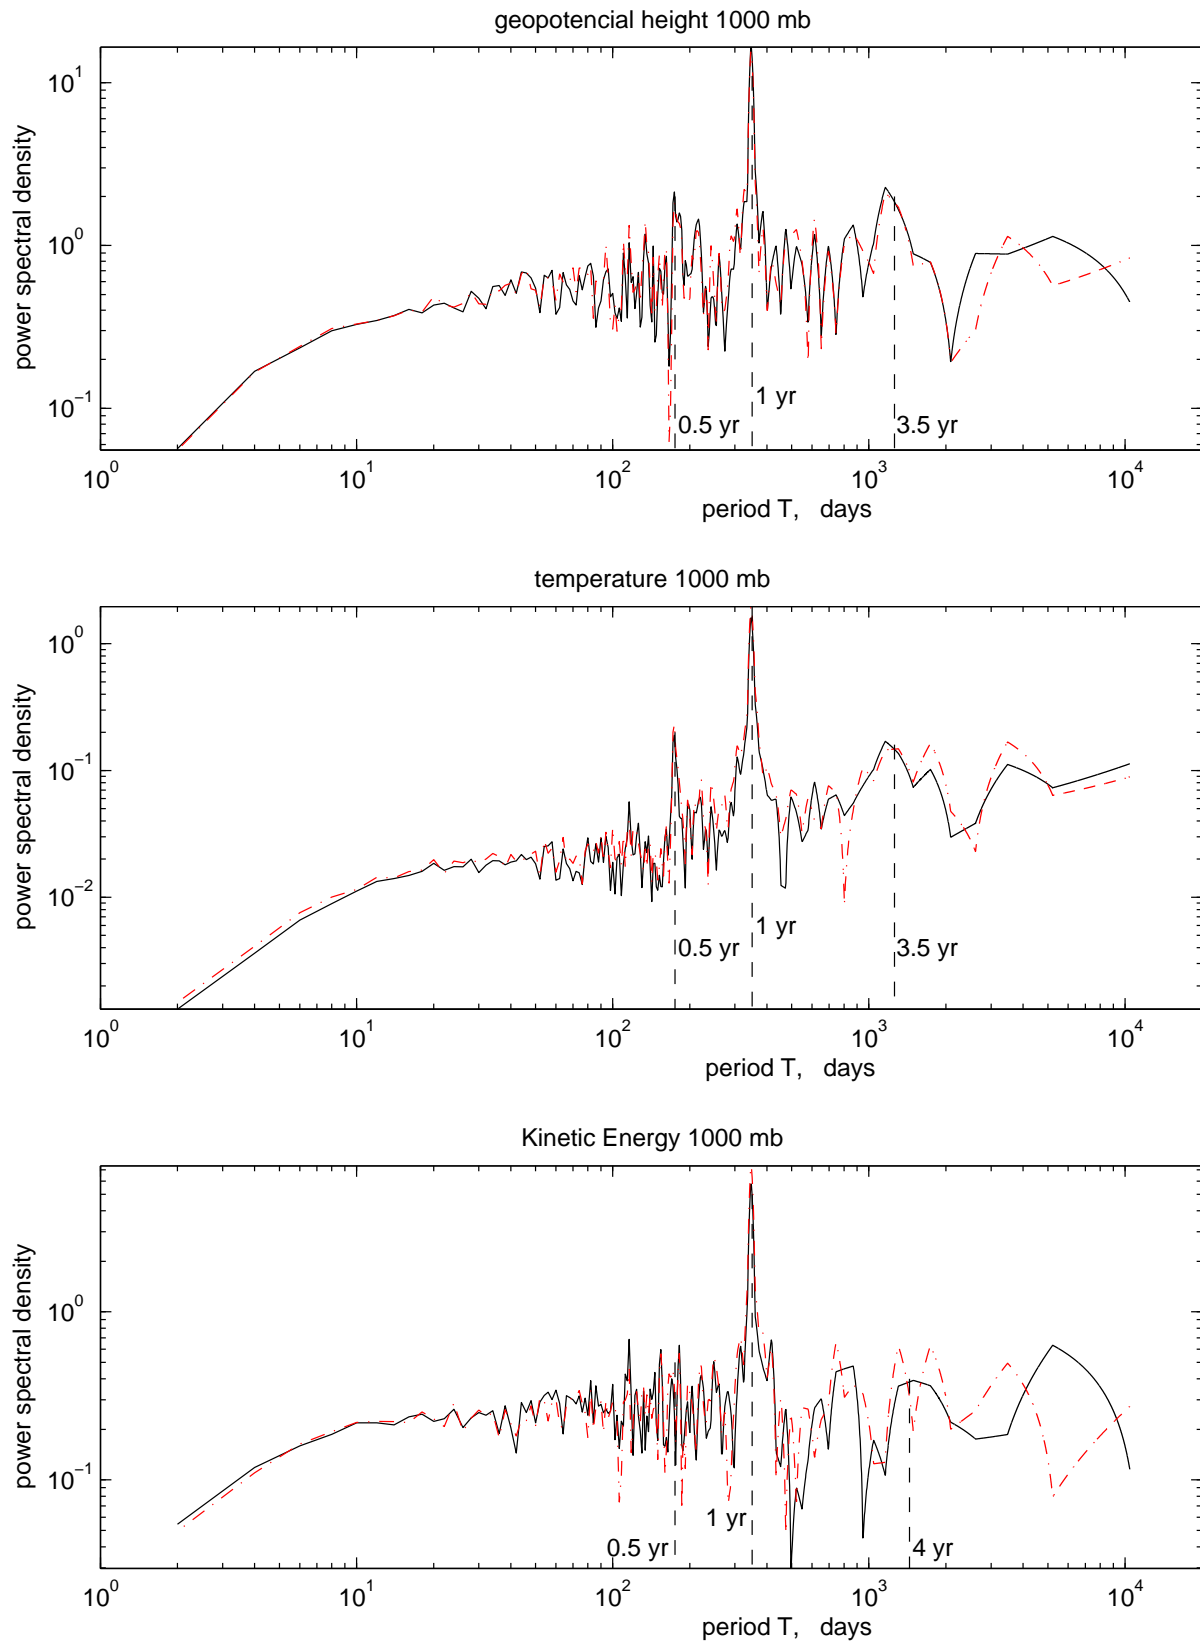 geopotencial height 1000 mb
power spectral density
10^1
10^0
10^-1
0.5 yr
1 yr
3.5 yr
10^0 10^1 10^2 10^3 10^4
period T, days
temperature 1000 mb
power spectral density
10^0
10^-1
10^-2
0.5 yr
1 yr
3.5 yr
10^0 10^1 10^2 10^3 10^4
period T, days
Kinetic Energy 1000 mb
power spectral density
10^0
10^-1
0.5 yr
1 yr
4 yr
10^0 10^1 10^2 10^3 10^4
period T, days